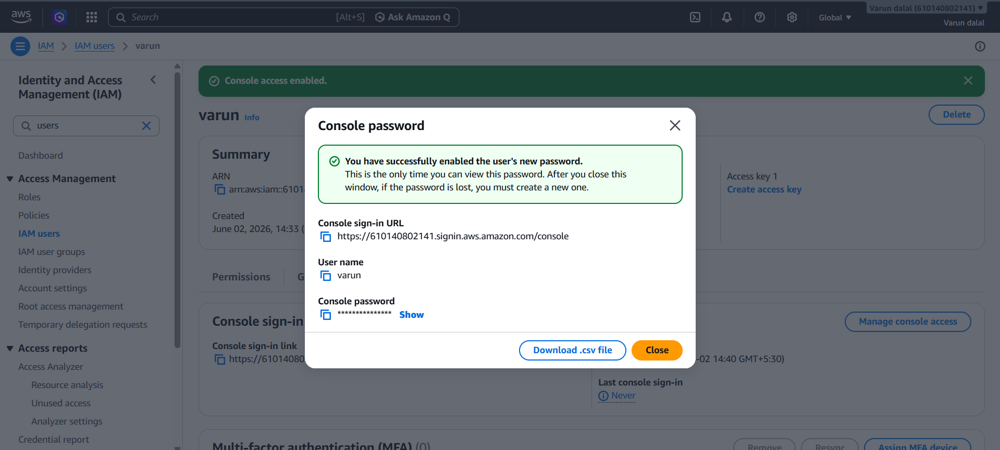 aws
Search
[Alt+S]
Ask Amazon Q
Global
Varun dalal (610140802141)
Varun dalal
IAM
IAM users
varun
Identity and Access
Management (IAM)
users
Dashboard
Access Management
Roles
Policies
IAM users
IAM user groups
Identity providers
Account settings
Root access management
Temporary delegation requests
Access reports
Access Analyzer
Resource analysis
Unused access
Analyzer settings
Credential report
Console access enabled.
varun Info
Delete
Summary
ARN
arn:aws:iam::6101
Created
June 02, 2026, 14:33 (
Access key 1
Create access key
Permissions
G
Console sign-in
Manage console access
Console sign-in link
https://61014080
-02 14:40 GMT+5:30)
Last console sign-in
Never
Multi-factor authentication (MFA) (0)
Remove
Resync
Assign MFA device
Console password
You have successfully enabled the user's new password.
This is the only time you can view this password. After you close this
window, if the password is lost, you must create a new one.
Console sign-in URL
https://610140802141.signin.aws.amazon.com/console
User name
varun
Console password
*************** Show
Download .csv file
Close